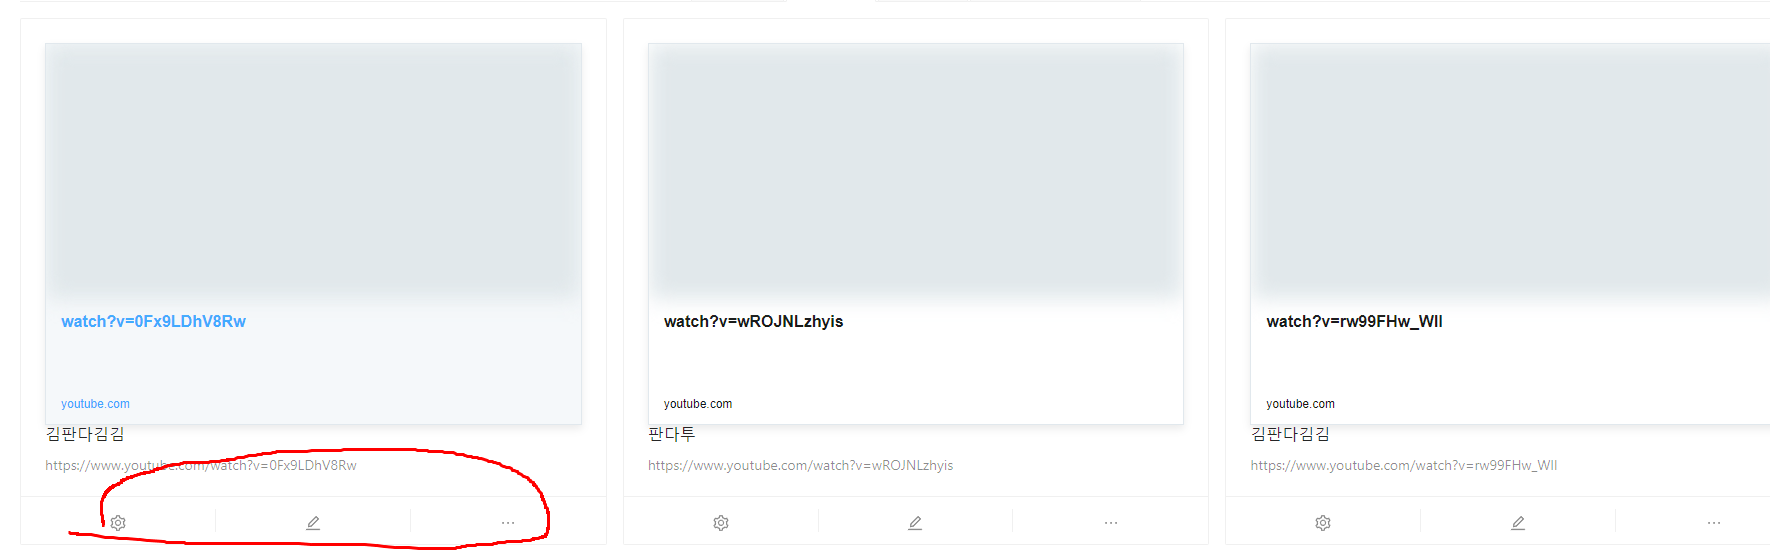 watch?v=0Fx9LDhV8Rw
youtube.com
김판다김김
https://www.youtube.com/watch?v=0Fx9LDhV8Rw
watch?v=wROJNLzhyis
youtube.com
판다투
https://www.youtube.com/watch?v=wROJNLzhyis
watch?v=rw99FHw_WlI
youtube.com
김판다김김
https://www.youtube.com/watch?v=rw99FHw_WlI